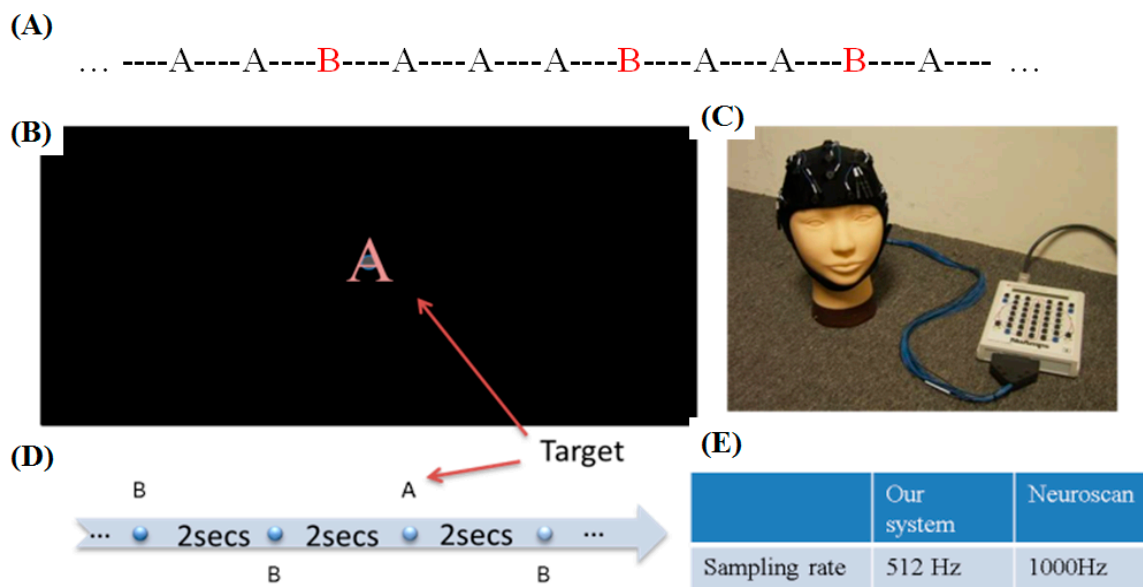 (A)
... ----A----A----B----A----A----A----B----A----A----B----A---- ...
(B)
A
(C)
Target
(D)
B
A
... 2secs 2secs 2secs ...
B
B
(E)
Our system
Neuroscan
Sampling rate
512 Hz
1000Hz